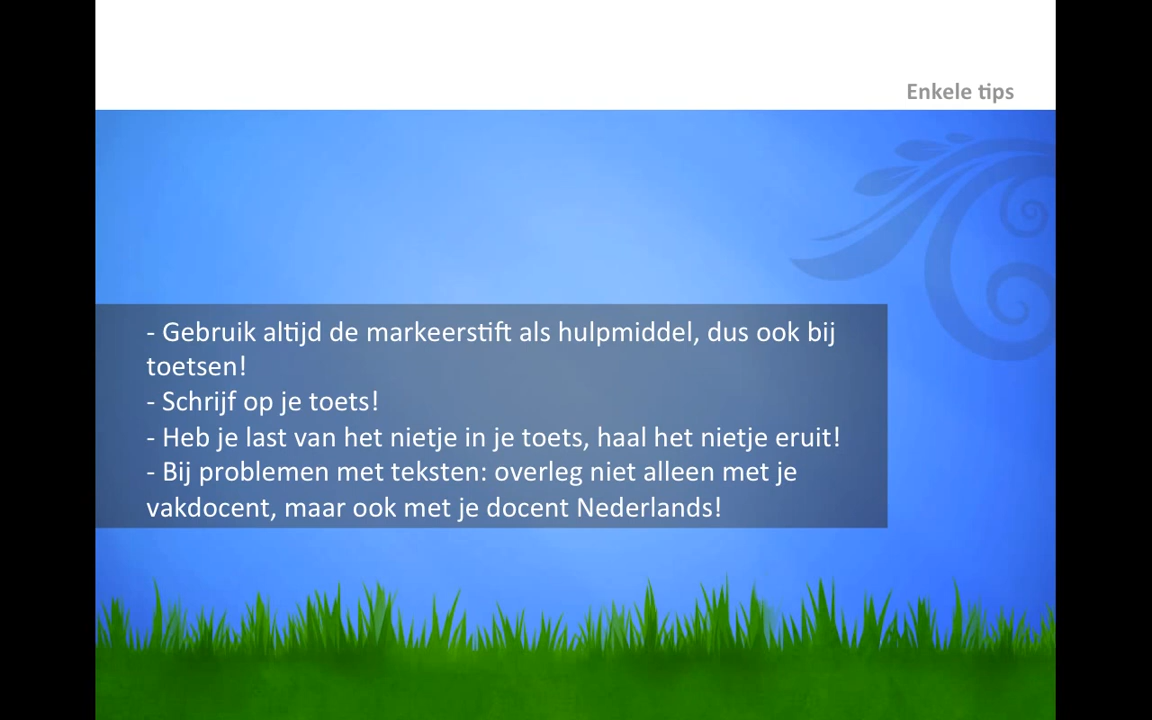 Enkele tips
- Gebruik altijd de markeerstift als hulpmiddel, dus ook bij
toetsen!
- Schrijf op je toets!
- Heb je last van het nietje in je toets, haal het nietje eruit!
- Bij problemen met teksten: overleg niet alleen met je
vakdocent, maar ook met je docent Nederlands!